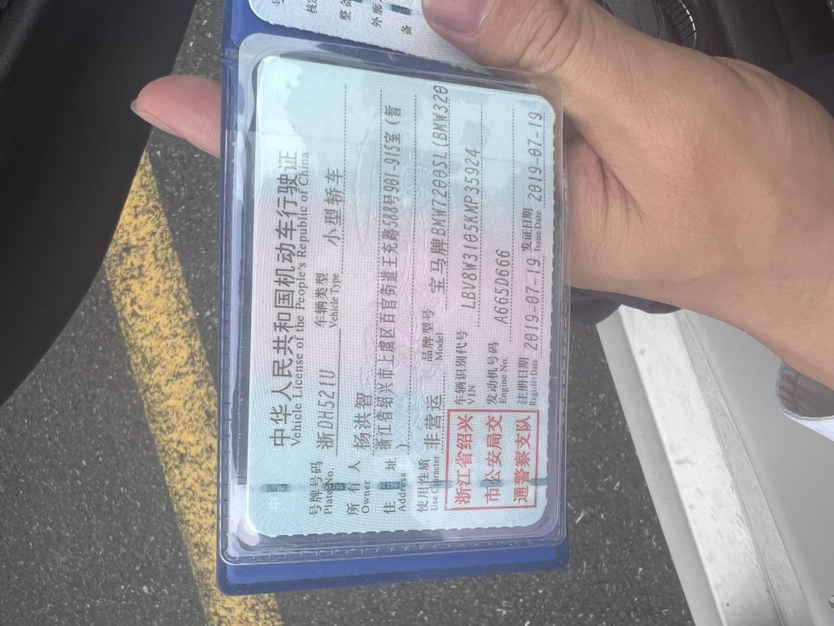 中华人民共和国机动车行驶证
Vehicle License of the People's Republic of China
号牌号码 浙DH521U 车辆类型 小型轿车
Plate No. Vehicle Type
所有人 杨洪智
Owner
住址 浙江省绍兴市上虞区百官街道王充路588号901-915室(暂
Address )
使用性质 非营运 品牌型号 宝马牌BMW7200SL(BMW320
Use Character Model
浙江省绍兴
市公安局交
通警察支队
车辆识别代号 LBV8W3105KMP35924
VIN
发动机号码 A665D666
Engine No.
注册日期 2019-07-19 发证日期 2019-07-19
Register Date Issue Date